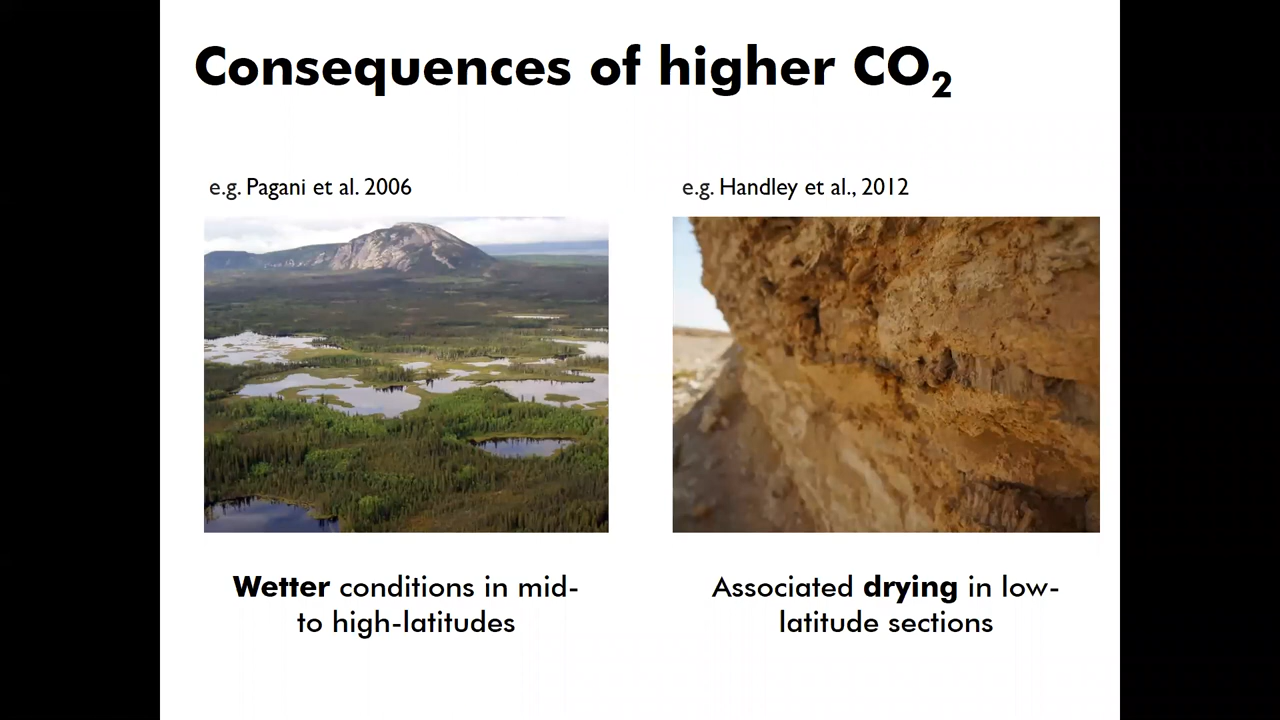 Consequences of higher CO₂
e.g. Pagani et al. 2006
e.g. Handley et al., 2012
Wetter conditions in mid-
to high-latitudes
Associated drying in low-
latitude sections